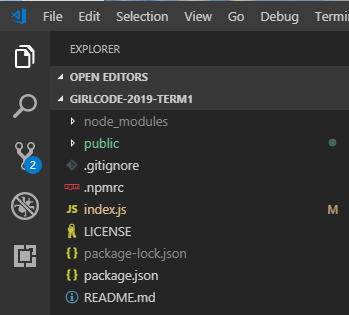 File Edit Selection View Go Debug Termi
EXPLORER
OPEN EDITORS
GIRLCODE-2019-TERM1
node_modules
public
.gitignore
npm .npmrc
JS index.js M
2
LICENSE
{} package-lock.json
{} package.json
README.md